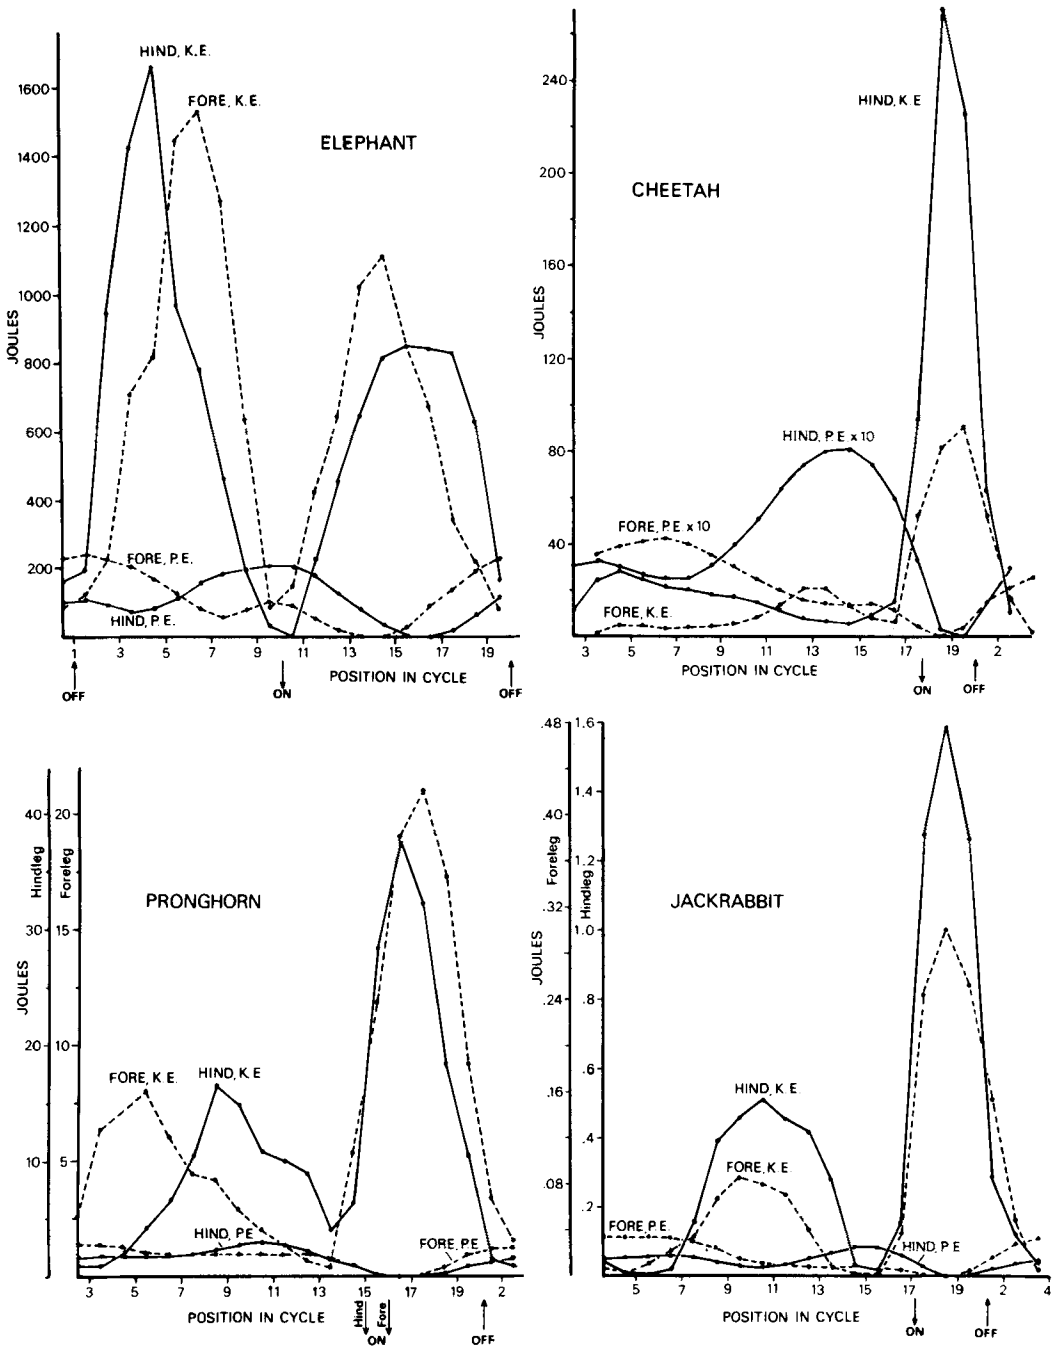 HIND, K.E.
FORE, K.E.
ELEPHANT
1600
1400
1200
1000
800
600
400
200
JOULES
FORE, P.E.
HIND, P.E.
1 3 5 7 9 11 13 15 17 19
POSITION IN CYCLE
OFF
ON
OFF
HIND, K.E
CHEETAH
240
200
160
120
80
40
JOULES
HIND, P.E x 10
FORE, P.E x 10
FORE, K.E.
3 5 7 9 11 13 15 17 19 2
POSITION IN CYCLE
ON
OFF
40 20
30 15
20 10
10 5
Hindleg
Foreleg
JOULES
PRONGHORN
FORE, K.E.
HIND, K.E
HIND, P.E
FORE, P.E
3 5 7 9 11 13 15 17 19 2
POSITION IN CYCLE
Hind
Fore
ON
OFF
.48 1.6
1.4
.40
1.2
.32
1.0
.24
.8
.6
.16
.4
.08
.2
Foreleg
Hindleg
JOULES
JACKRABBIT
HIND, K.E.
FORE, K.E
FORE, P.E.
HIND, P.E
5 7 9 11 13 15 17 19 2 4
POSITION IN CYCLE
ON
OFF